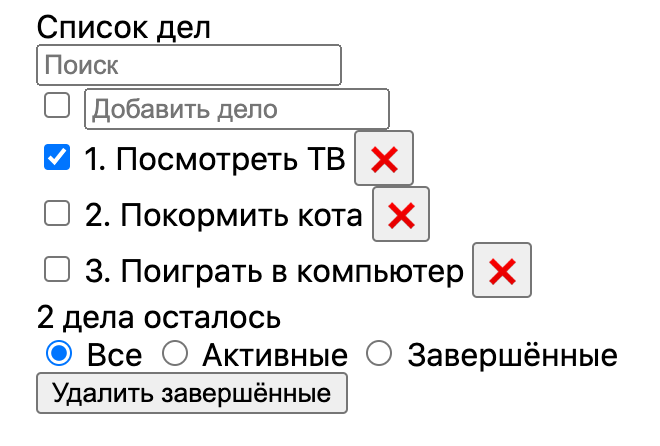 Список дел
Поиск
Добавить дело
1. Посмотреть ТВ ❌
2. Покормить кота ❌
3. Поиграть в компьютер ❌
2 дела осталось
Все Активные Завершённые
Удалить завершённые